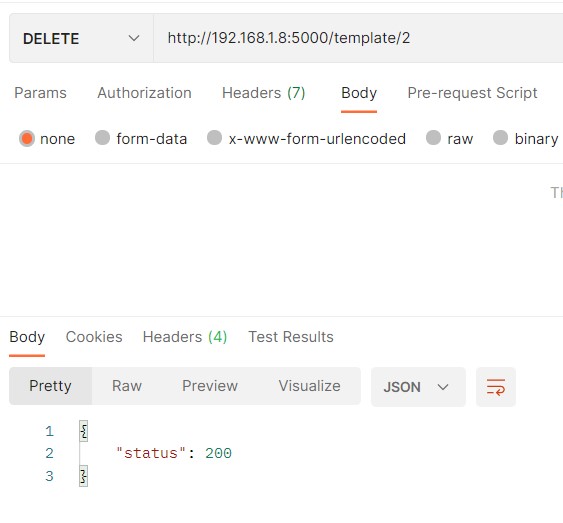 DELETE http://192.168.1.8:5000/template/2
Params Authorization Headers (7) Body Pre-request Script
none form-data x-www-form-urlencoded raw binary
Body Cookies Headers (4) Test Results
Pretty Raw Preview Visualize JSON
1 {
2 "status": 200
3 }